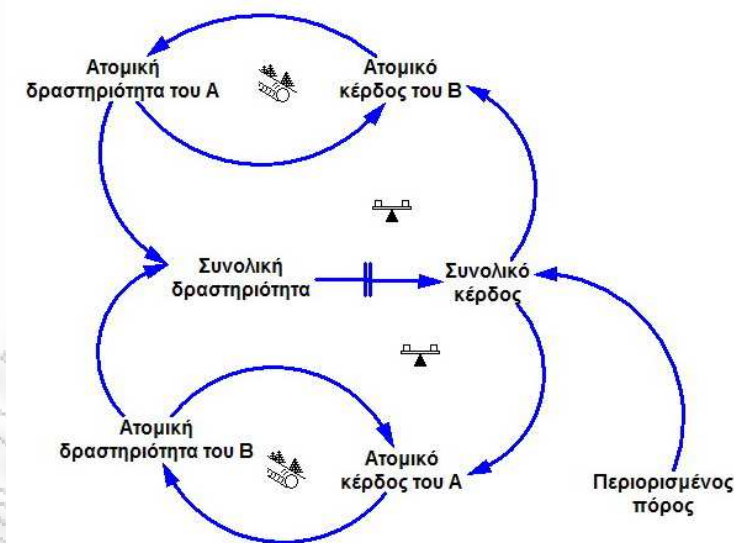 Ατομική
δραστηριότητα του Α
Ατομικό
κέρδος του Β
Συνολική
δραστηριότητα
Συνολικό
κέρδος
Ατομική
δραστηριότητα του Β
Ατομικό
κέρδος του Α
Περιορισμένος
πόρος